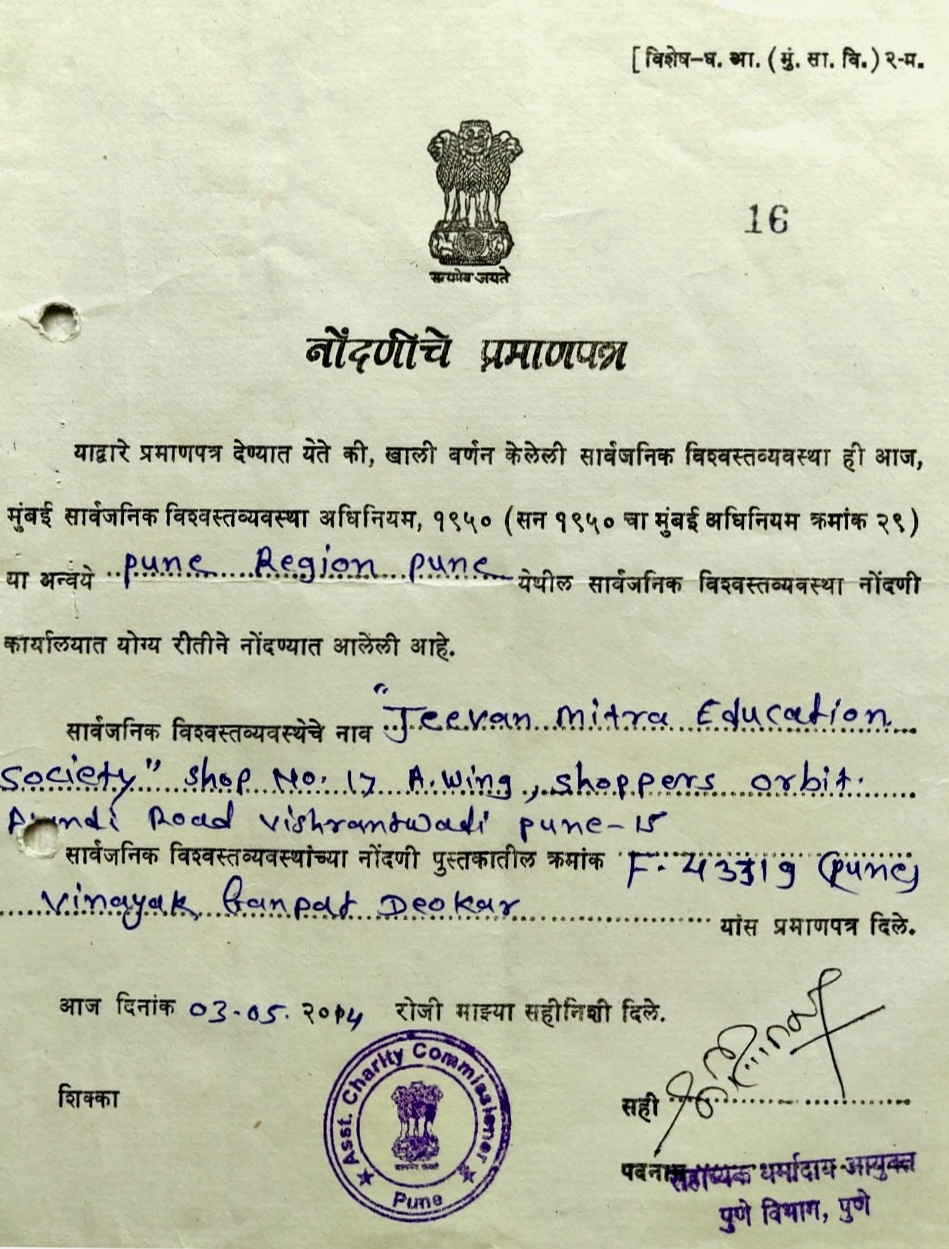 [ विशेष-ध. आ. ( मुं. सा. वि. ) २-म.
16
सत्यमेव जयते
नोंदणीचे प्रमाणपत्र
याद्वारे प्रमाणपत्र देण्यात येते की, खाली वर्णन केलेली सार्वजनिक विश्वस्तव्यवस्था ही आज,
मुंबई सार्वजनिक विश्वस्तव्यवस्था अधिनियम, १९५० (सन १९५० चा मुंबई अधिनियम क्रमांक २९)
या अन्वये pune Region pune येथील सार्वजनिक विश्वस्तव्यवस्था नोंदणी
कार्यालयात योग्य रीतीने नोंदण्यात आलेली आहे.
सार्वजनिक विश्वस्तव्यवस्थेचे नाव "Jeevan Mitra Education
Society" shop No. 17 A.wing, shoppers orbit.
Road vishrantwadi pune-15
सार्वजनिक विश्वस्तव्यवस्थांच्या नोंदणी पुस्तकातील क्रमांक F- (pune)
Vinayak Ganpat Deokar यांस प्रमाणपत्र दिले.
आज दिनांक 03-05. २०१4 रोजी माझ्या सहीनिशी दिले.
शिक्का
Asst. Charity Commissioner
Pune
सही
पदनाम सहाय्यक धर्मादाय आयुक्त
पुणे विभाग, पुणे